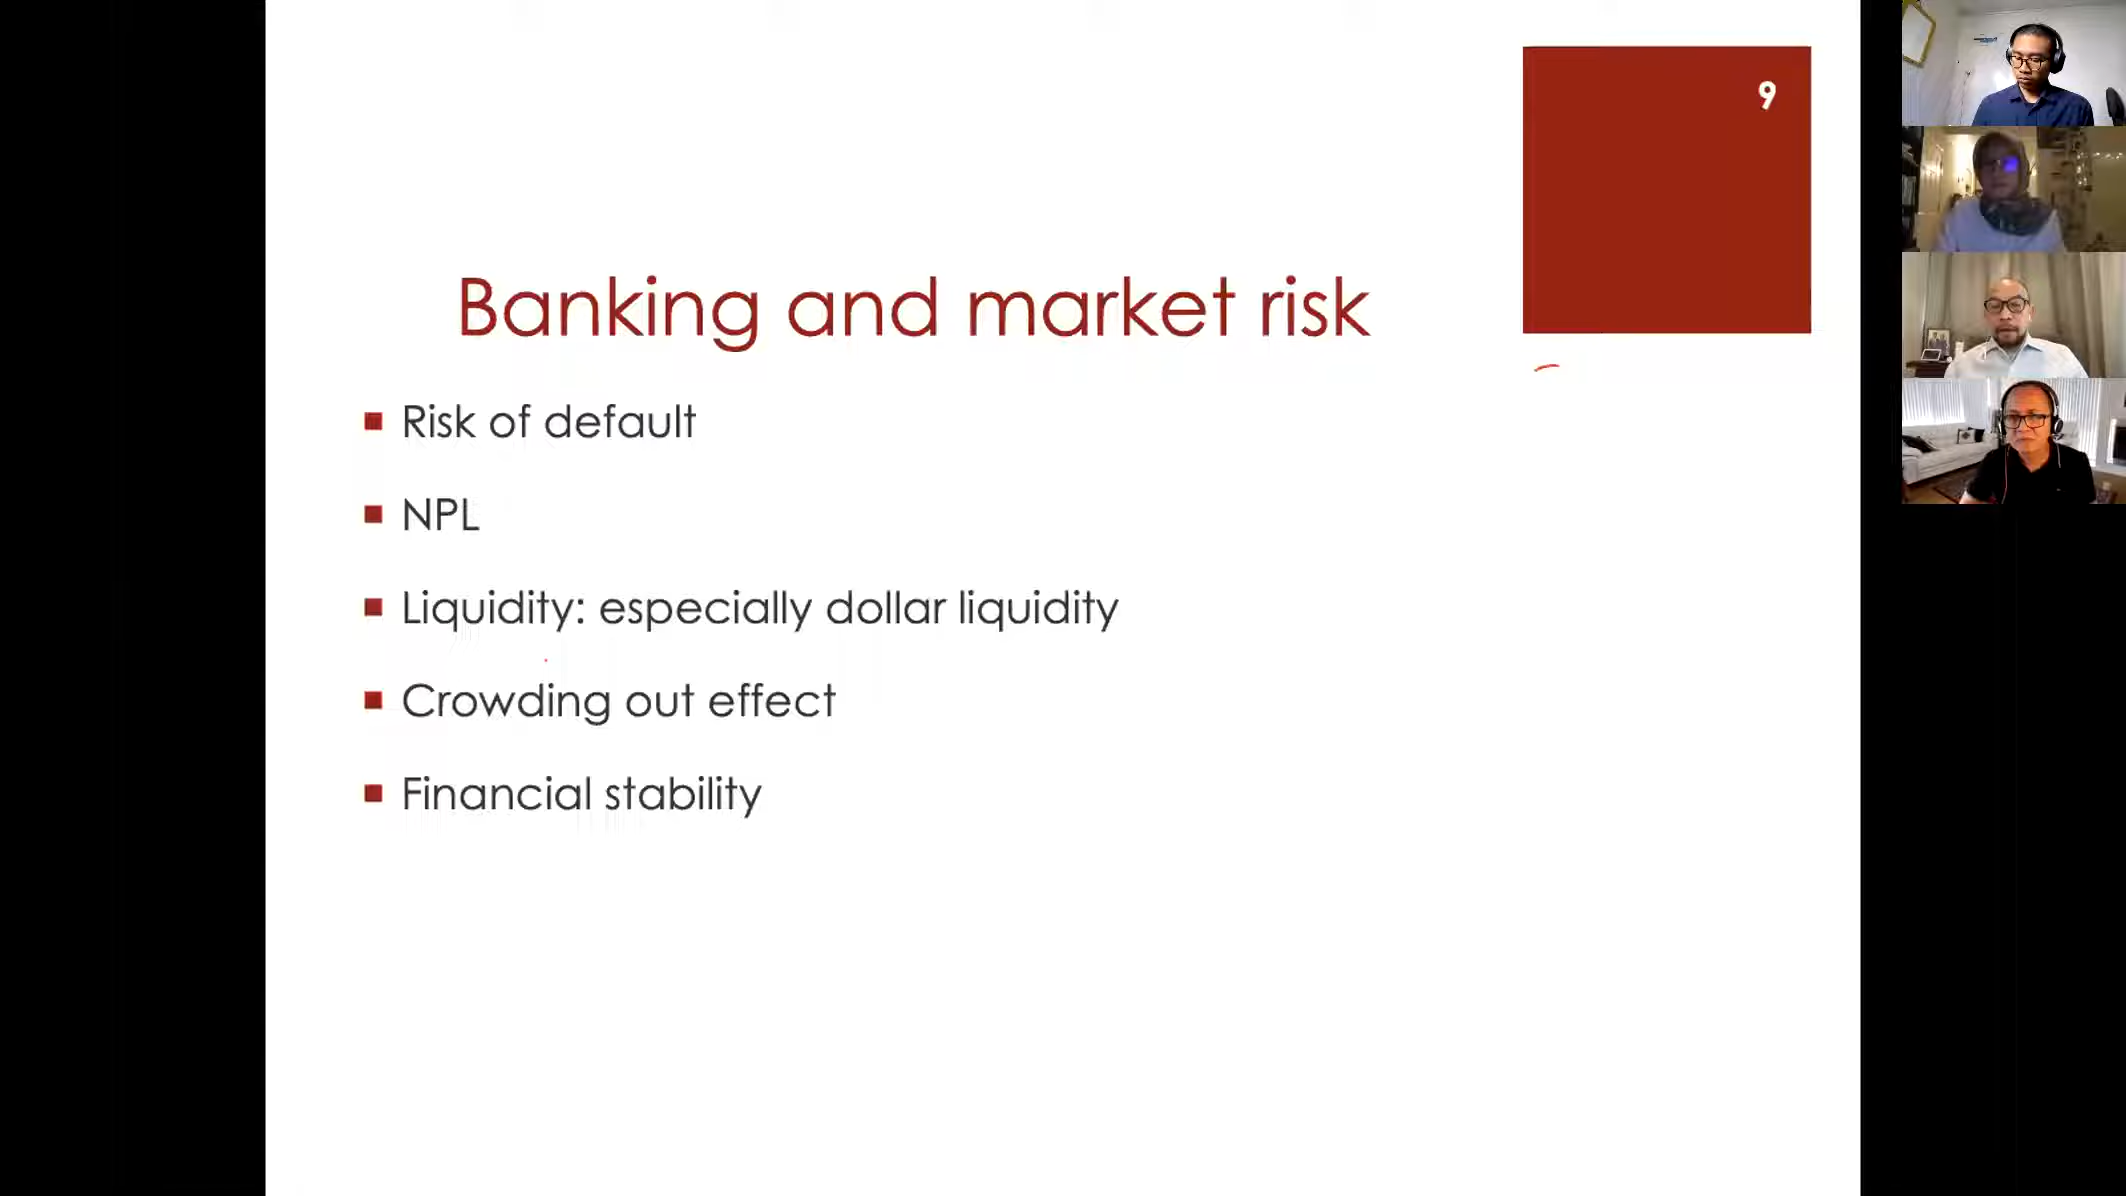 9
Banking and market risk
Risk of default
NPL
Liquidity: especially dollar liquidity
Crowding out effect
Financial stability